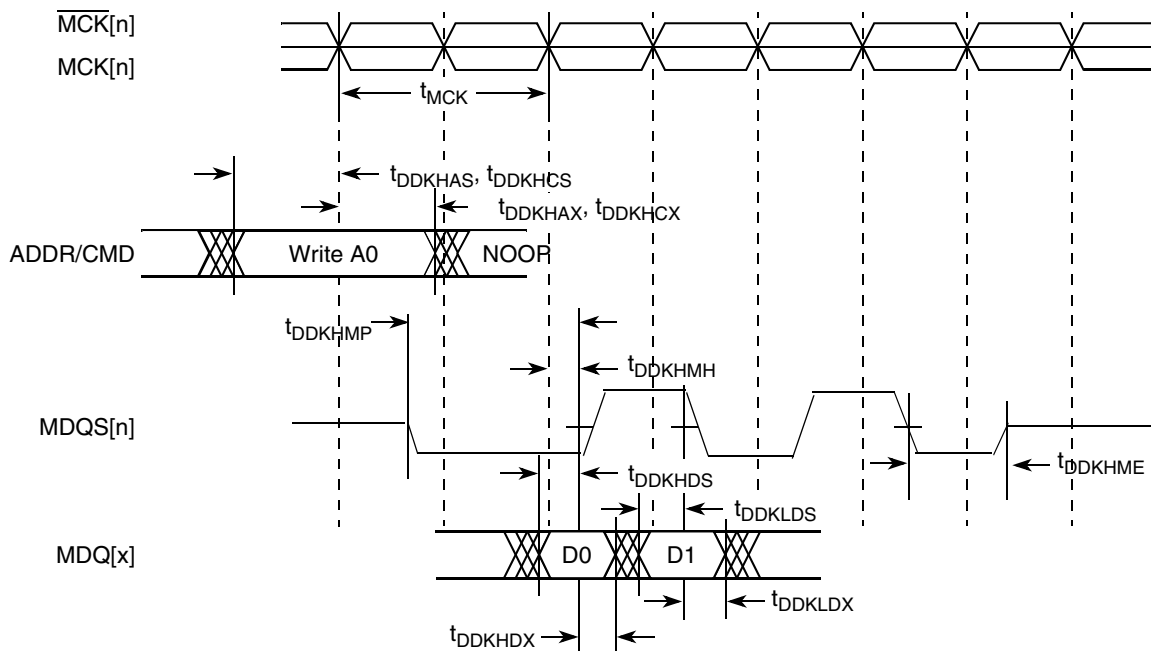 MCK[n]
MCK[n]
tMCK
tDDKHAS, tDDKHCS
tDDKHAX, tDDKHCX
ADDR/CMD
Write A0
NOOP
tDDKHMP
tDDKHMH
MDQS[n]
tDDKHDS
tDDKHME
tDDKLDS
MDQ[x]
D0
D1
tDDKLDX
tDDKHDX